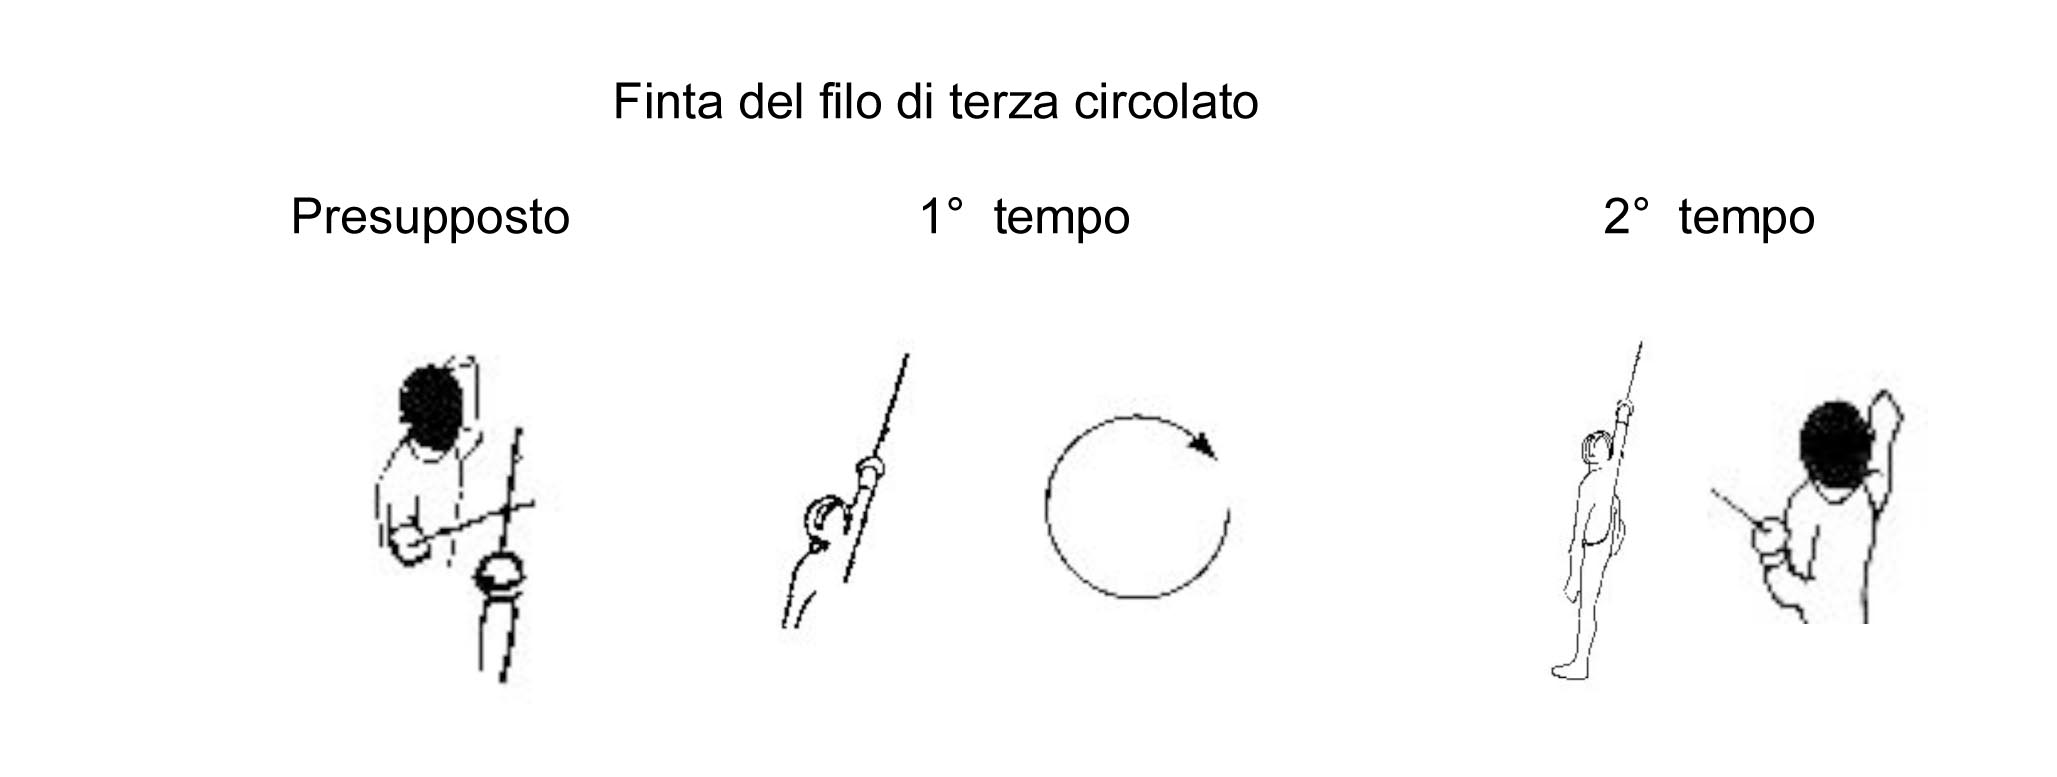 Finta del filo di terza circolato
Presupposto 1° tempo 2° tempo